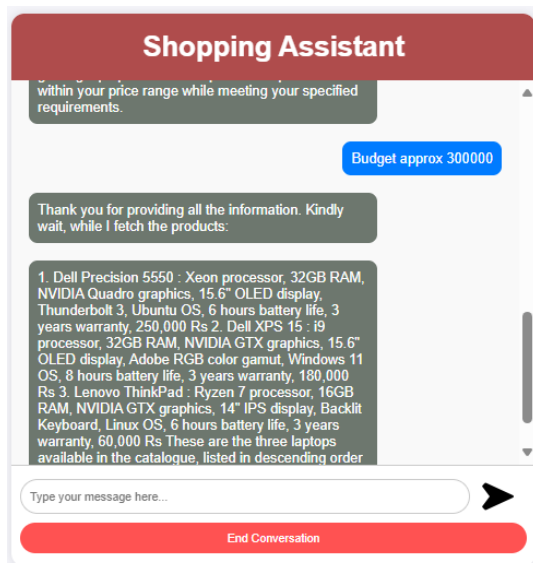 Shopping Assistant
within your price range while meeting your specified
requirements.
Budget approx 300000
Thank you for providing all the information. Kindly
wait, while I fetch the products:
1. Dell Precision 5550 : Xeon processor, 32GB RAM,
NVIDIA Quadro graphics, 15.6" OLED display,
Thunderbolt 3, Ubuntu OS, 6 hours battery life, 3
years warranty, 250,000 Rs 2. Dell XPS 15 : i9
processor, 32GB RAM, NVIDIA GTX graphics, 15.6"
OLED display, Adobe RGB color gamut, Windows 11
OS, 8 hours battery life, 3 years warranty, 180,000
Rs 3. Lenovo ThinkPad : Ryzen 7 processor, 16GB
RAM, NVIDIA GTX graphics, 14" IPS display, Backlit
Keyboard, Linux OS, 6 hours battery life, 3 years
warranty, 60,000 Rs These are the three laptops
available in the catalogue, listed in descending order
Type your message here...
End Conversation